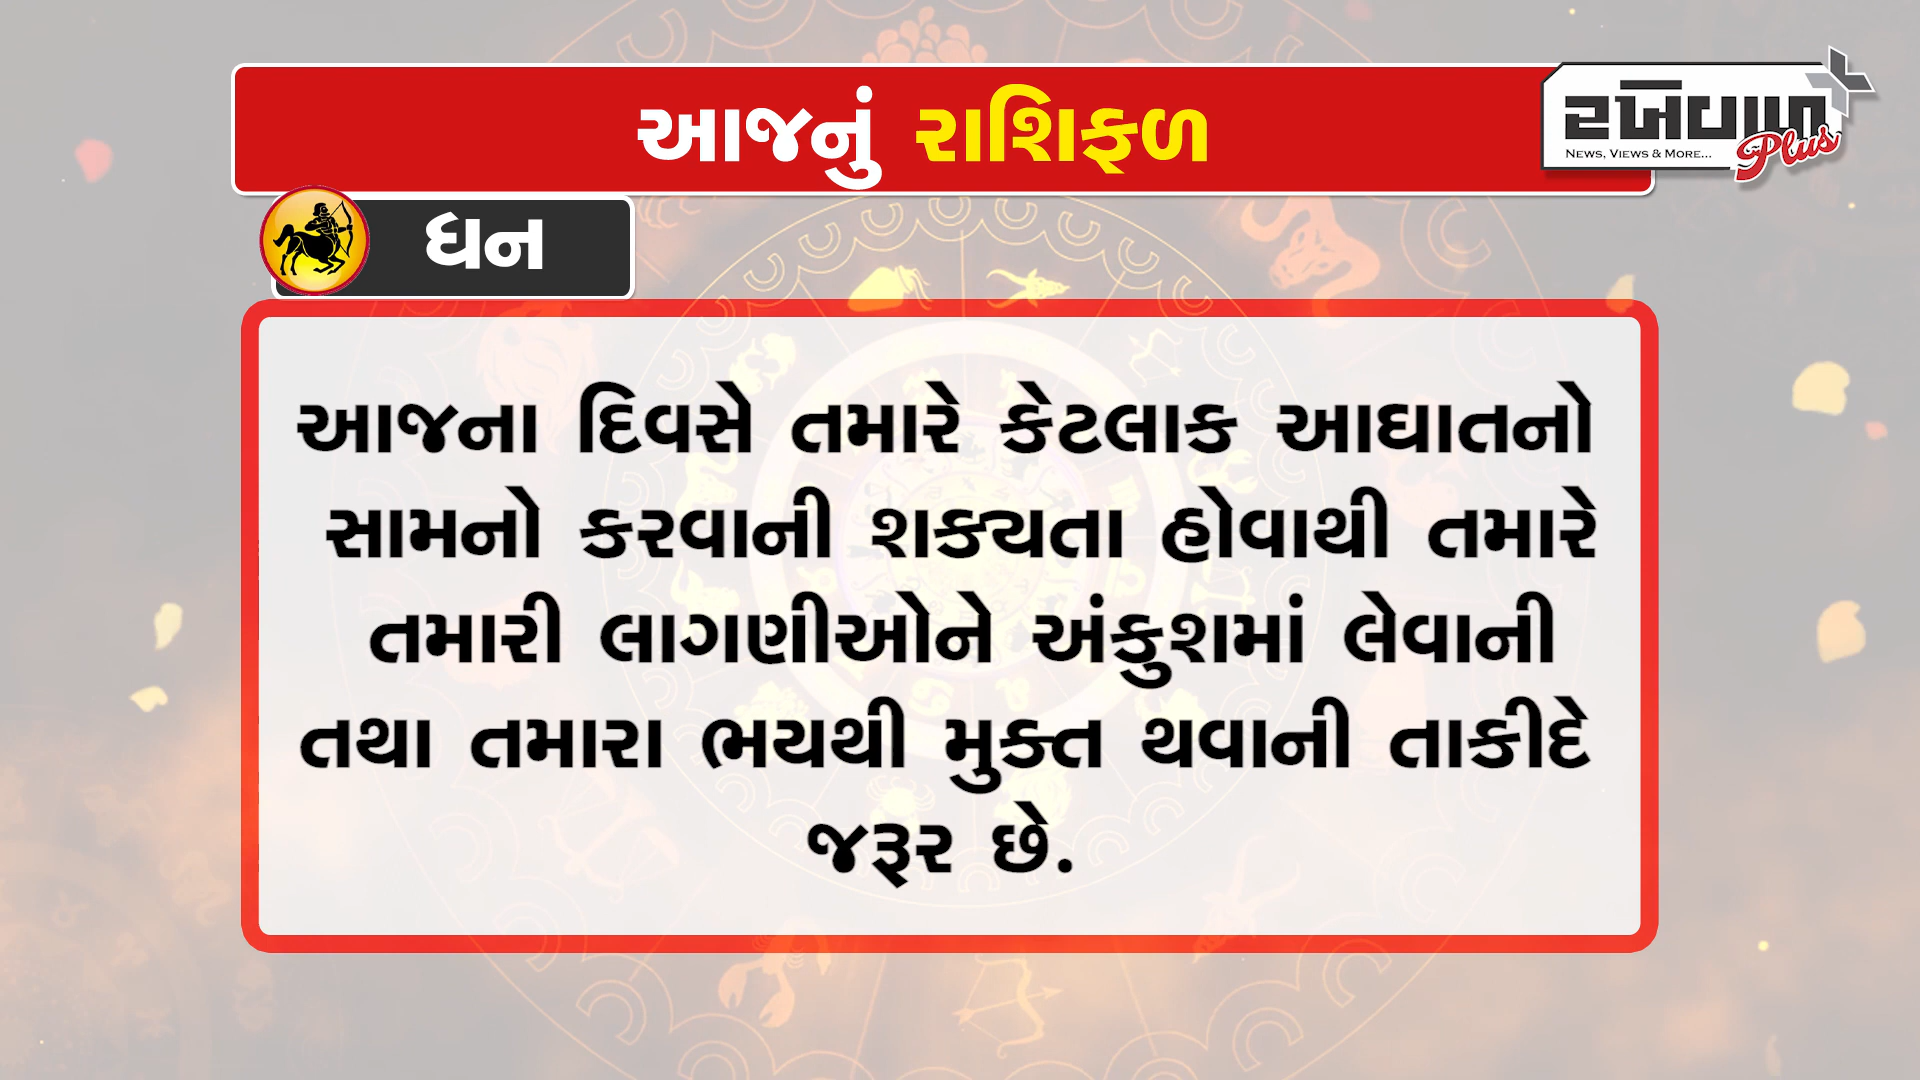 આજનું રાશિફળ
રખેવાળ
Plus
NEWS, VIEWS & MORE...
ધન
આજના દિવસે તમારે કેટલાક આઘાતનો
સામનો કરવાની શક્યતા હોવાથી તમારે
તમારી લાગણીઓને અંકુશમાં લેવાની
તથા તમારા ભયથી મુક્ત થવાની તાકીદે
જરૂર છે.